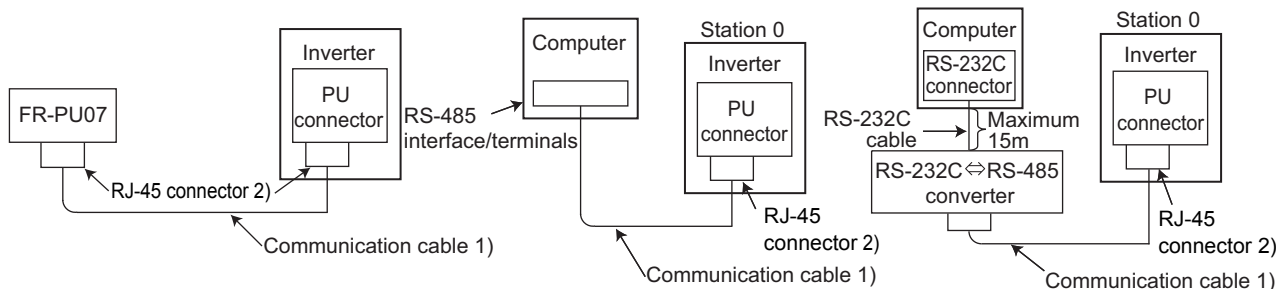 FR-PU07
Inverter
PU
connector
RJ-45 connector 2)
Communication cable 1)
Computer
RS-485
interface/terminals
Station 0
Inverter
PU
connector
RJ-45
connector 2)
Communication cable 1)
Computer
RS-232C
connector
RS-232C
cable
Maximum
15m
RS-232C⇔RS-485
converter
Station 0
Inverter
PU
connector
RJ-45
connector 2)
Communication cable 1)